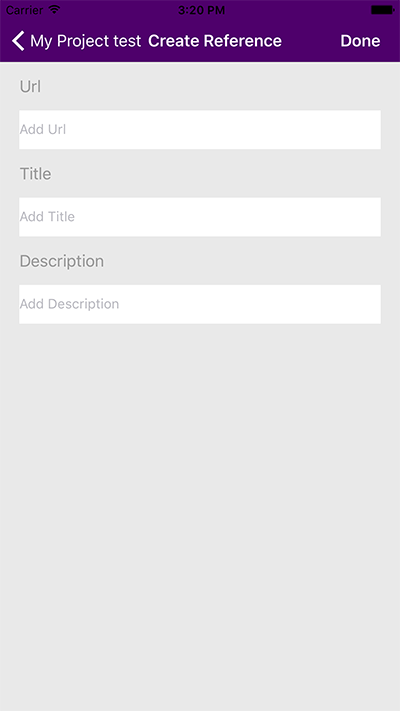 Carrier 3:20 PM
My Project test Create Reference Done
Url
Add Url
Title
Add Title
Description
Add Description